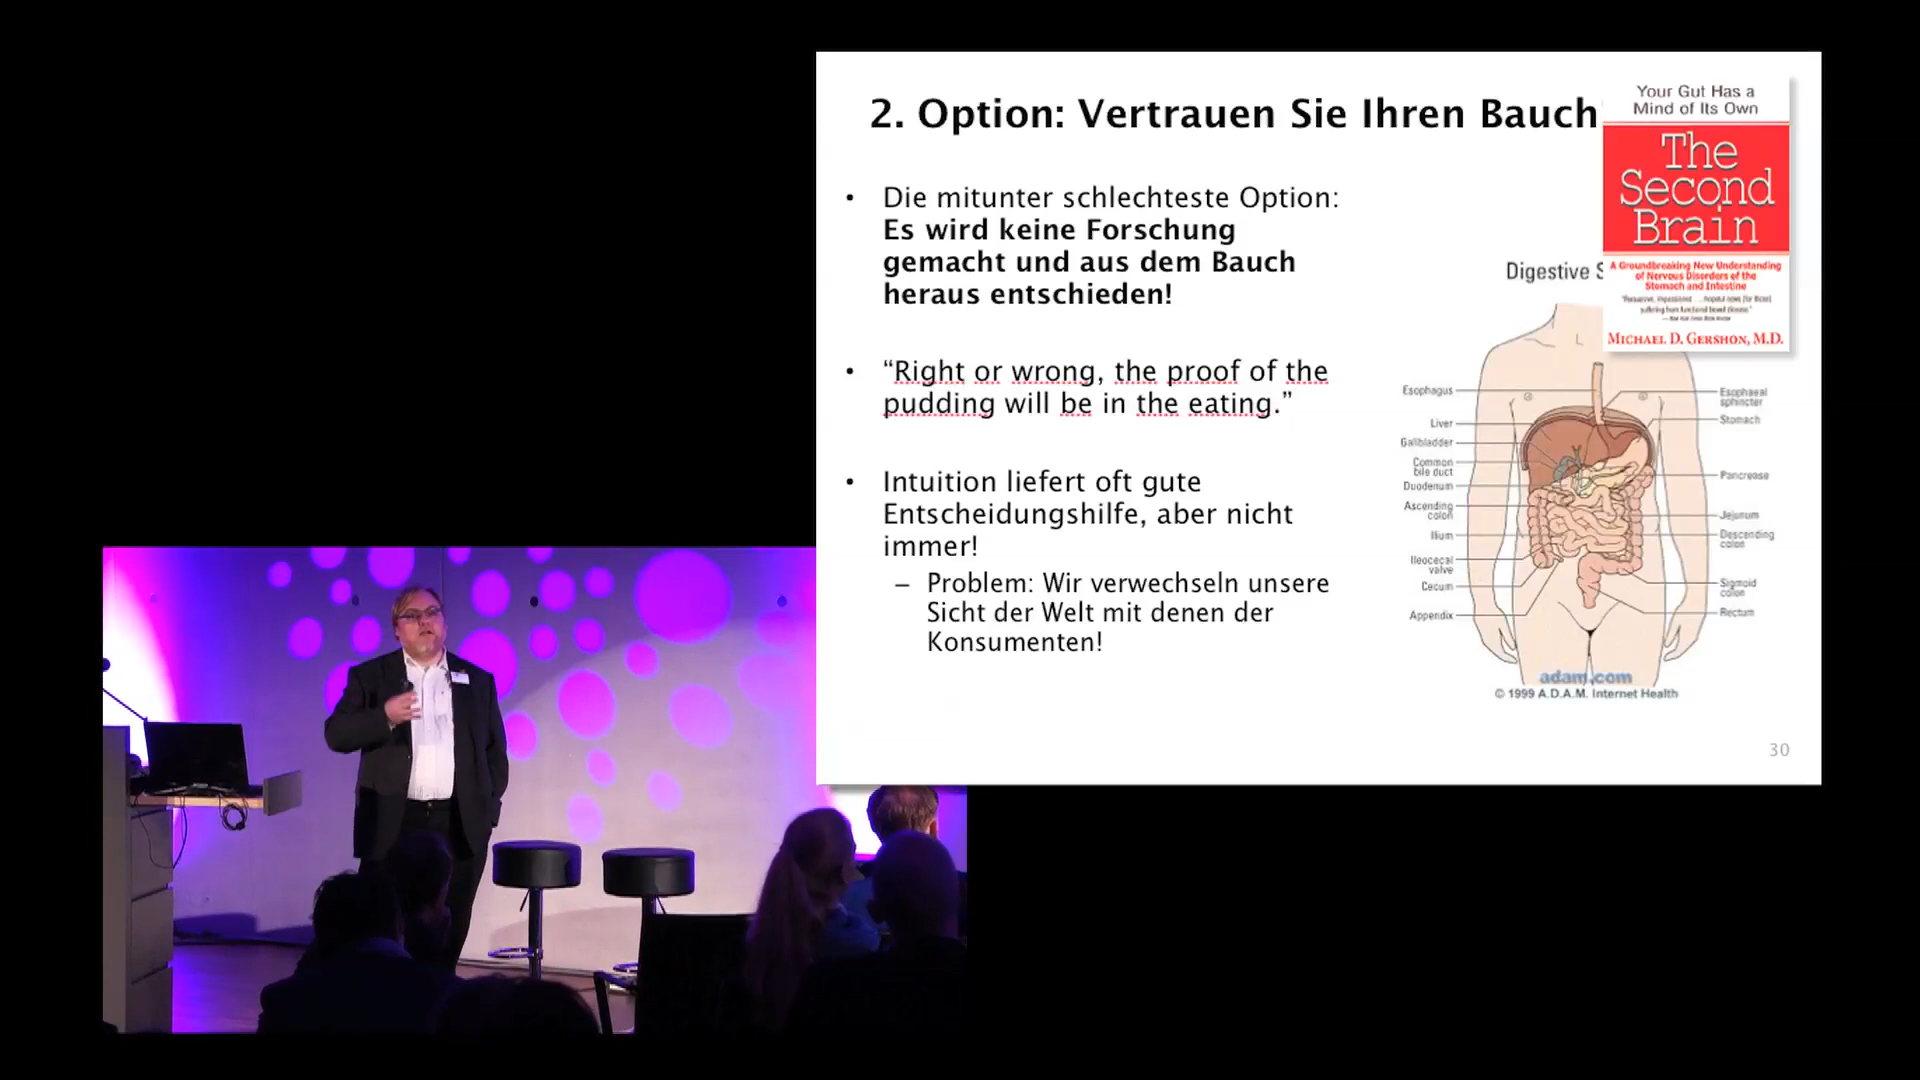 2. Option: Vertrauen Sie Ihren Bauch
Your Gut Has a
Mind of Its Own
The
Second
Brain
A Groundbreaking New Understanding
of Nervous Disorders of the
Stomach and Intestine
MICHAEL D. GERSHON, M.D.
• Die mitunter schlechteste Option:
Es wird keine Forschung
gemacht und aus dem Bauch
heraus entschieden!
• “Right or wrong, the proof of the
pudding will be in the eating.”
• Intuition liefert oft gute
Entscheidungshilfe, aber nicht
immer!
– Problem: Wir verwechseln unsere
Sicht der Welt mit denen der
Konsumenten!
Digestive S
Esophagus
Liver
Gallbladder
Common
bile duct
Duodenum
Ascending
colon
Ilium
Ileocecal
valve
Cecum
Appendix
Esophaeal
sphincter
Stomach
Pancrease
Jejunum
Descending
colon
Sigmoid
colon
Rectum
adam.com
© 1999 A.D.A.M. Internet Health
30